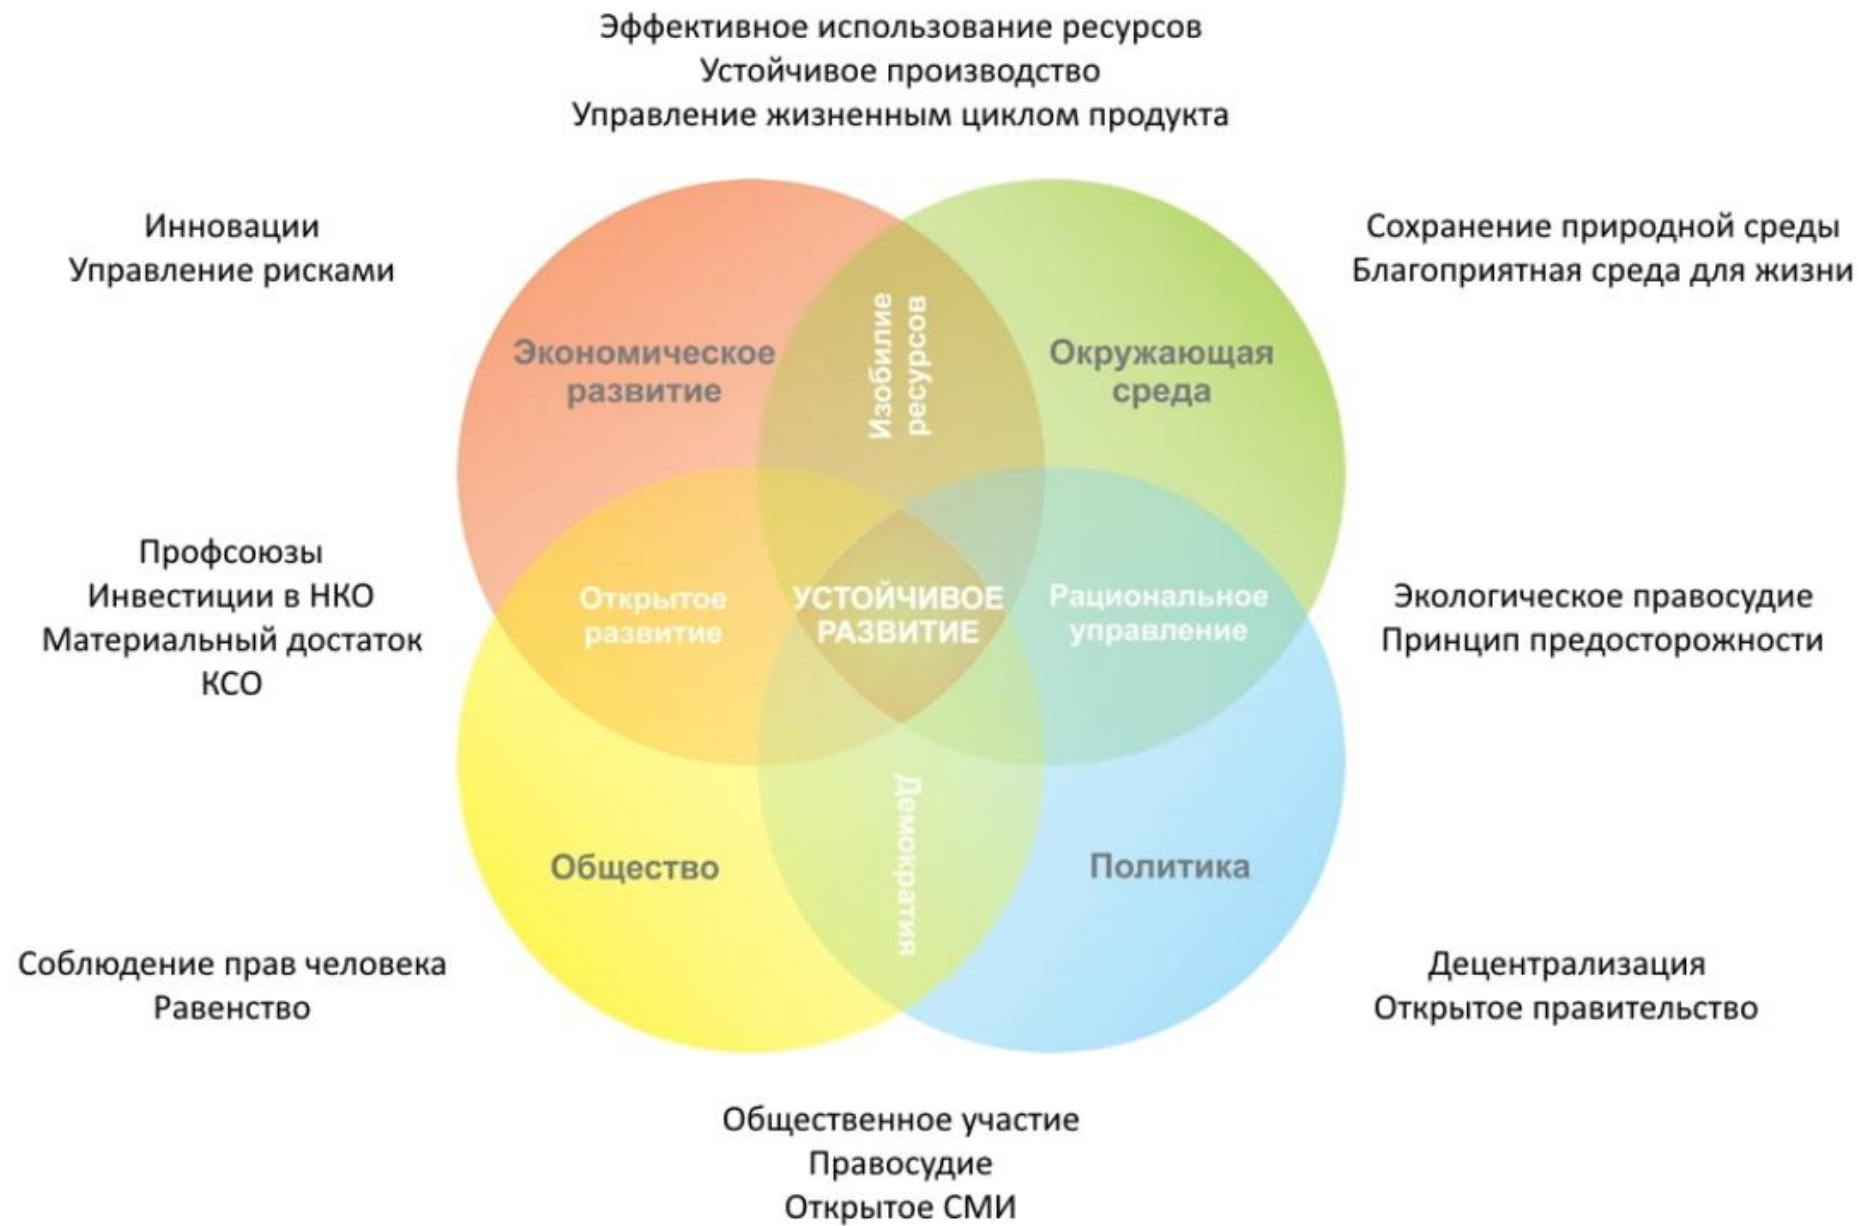 Эффективное использование ресурсов
Устойчивое производство
Управление жизненным циклом продукта
Инновации
Управление рисками
Сохранение природной среды
Благоприятная среда для жизни
Экономическое
развитие
Изобилие
ресурсов
Окружающая
среда
Профсоюзы
Инвестиции в НКО
Материальный достаток
КСО
Открытое
развитие
УСТОЙЧИВОЕ
РАЗВИТИЕ
Рациональное
управление
Экологическое правосудие
Принцип предосторожности
Общество
Демократия
Политика
Соблюдение прав человека
Равенство
Децентрализация
Открытое правительство
Общественное участие
Правосудие
Открытое СМИ